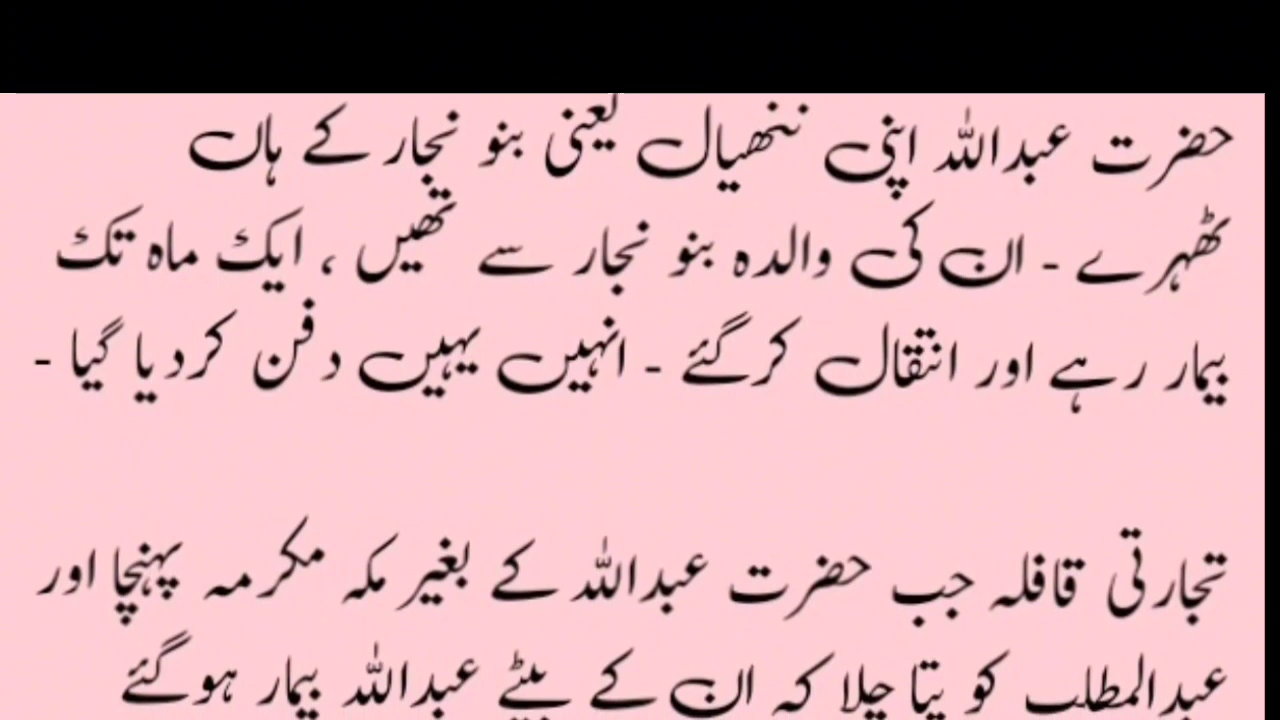 حضرت عبداللہ اپنی ننھیال یعنی بنو نجار کے ہاں
ٹھہرے ۔ ان کی والدہ بنو نجار سے تھیں ، ایک ماہ تک
بیمار رہے اور انتقال کرگئے ۔ انہیں یہیں دفن کردیا گیا ۔
تجارتی قافلہ جب حضرت عبداللہ کے بغیر مکہ مکرمہ پہنچا اور
عبدالمطلب کو پتا چلا کہ ان کے بیٹے عبداللہ بیمار ہوگئے